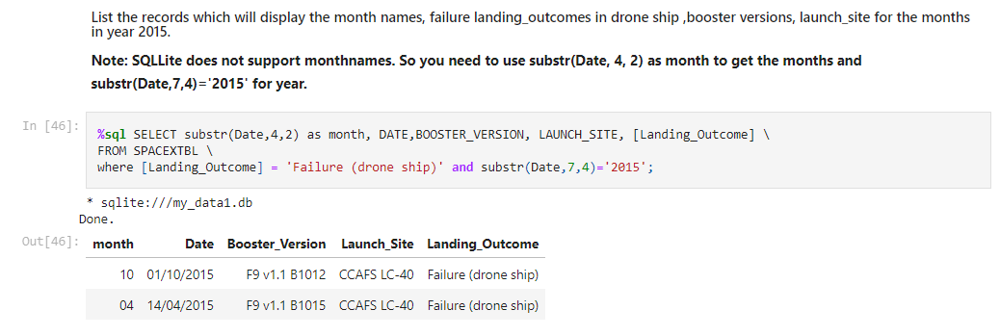 List the records which will display the month names, failure landing_outcomes in drone ship ,booster versions, launch_site for the months
in year 2015.
Note: SQLLite does not support monthnames. So you need to use substr(Date, 4, 2) as month to get the months and
substr(Date,7,4)='2015' for year.
In [46]:
%sql SELECT substr(Date,4,2) as month, DATE,BOOSTER_VERSION, LAUNCH_SITE, [Landing_Outcome] \
FROM SPACEXTBL \
where [Landing_Outcome] = 'Failure (drone ship)' and substr(Date,7,4)='2015';
* sqlite:///my_data1.db
Done.
Out[46]:
month Date Booster_Version Launch_Site Landing_Outcome
10 01/10/2015 F9 v1.1 B1012 CCAFS LC-40 Failure (drone ship)
04 14/04/2015 F9 v1.1 B1015 CCAFS LC-40 Failure (drone ship)